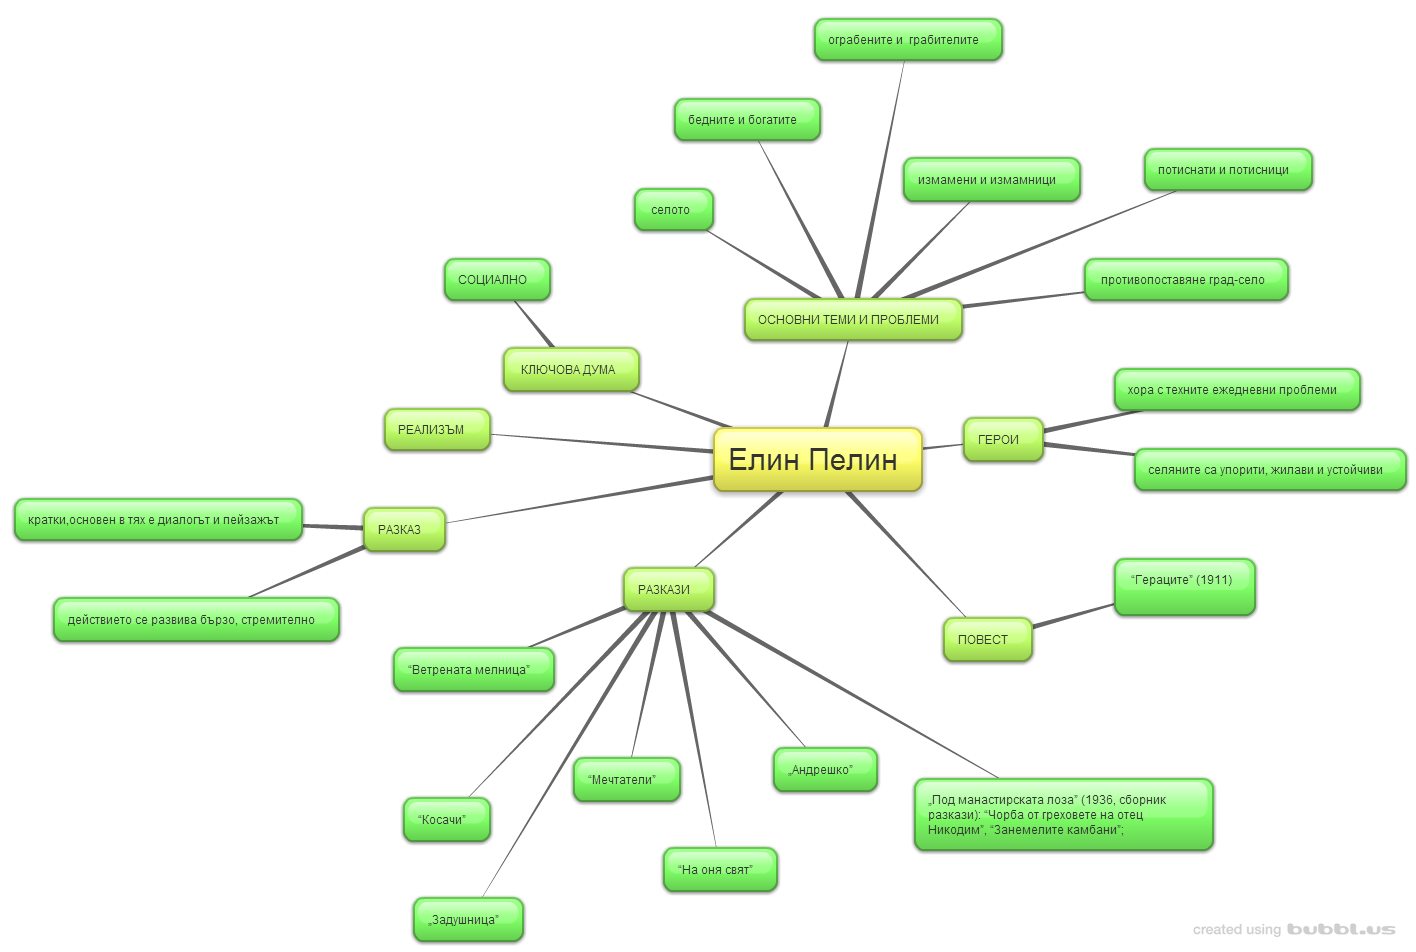 ограбените и  грабителите
бедните и богатите
измамени и измамници
потиснати и потисници
селото
СОЦИАЛНО
противопоставяне град-село
ОСНОВНИ ТЕМИ И ПРОБЛЕМИ
КЛЮЧОВА ДУМА
хора с техните ежедневни проблеми
РЕАЛИЗЪМ
ГЕРОИ
Елин Пелин
селяните са упорити, жилави и устойчиви
кратки,основен в тях е диалогът и пейзажът
РАЗКАЗ
“Гераците” (1911)
РАЗКАЗИ
действието се развива бързо, стремително
ПОВЕСТ
“Ветрената мелница”
„Андрешко”
“Мечтатели”
„Под манастирската лоза” (1936, сборник
разкази): “Чорба от греховете на отец
Никодим”, “Занемелите камбани”;
“Косачи”
“На оня свят”
„Задушница”
created using bubbl.us